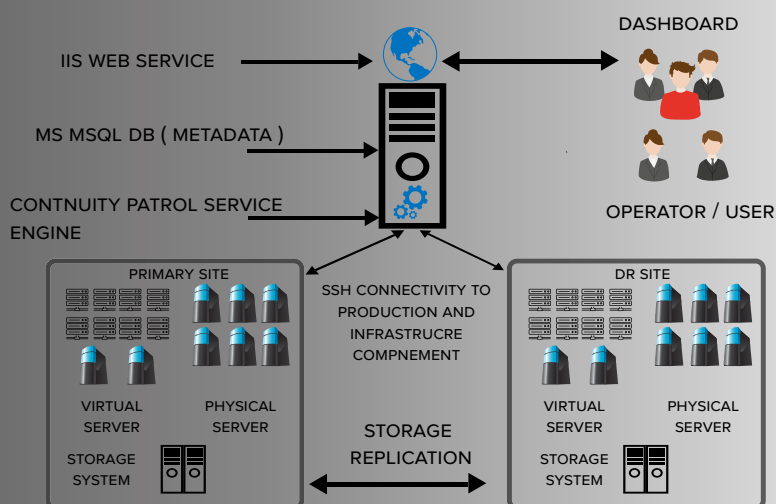 DASHBOARD
IIS WEB SERVICE
MS MSQL DB ( METADATA )
CONTNUITY PATROL SERVICE
ENGINE
OPERATOR / USER
PRIMARY SITE
VIRTUAL
SERVER
PHYSICAL
SERVER
STORAGE
SYSTEM
SSH CONNECTIVITY TO
PRODUCTION AND
INFRASTRUCRE
COMPNEMENT
STORAGE
REPLICATION
DR SITE
VIRTUAL
SERVER
PHYSICAL
SERVER
STORAGE
SYSTEM